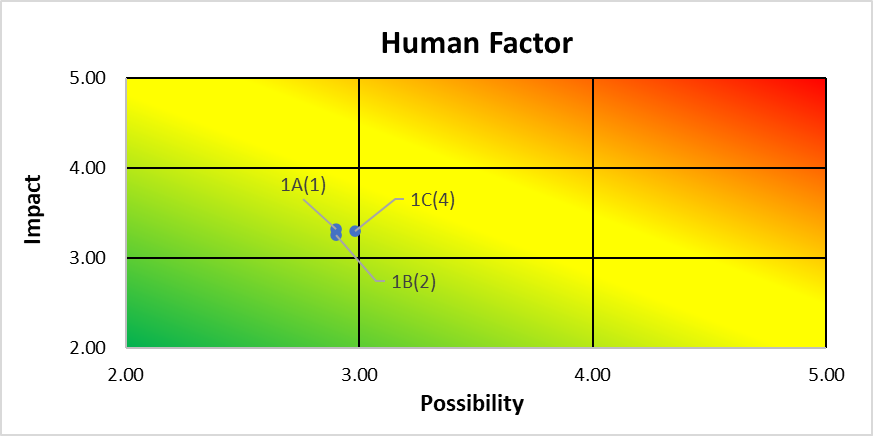 Human Factor
5.00
4.00
3.00
2.00
Impact
1A(1)
1C(4)
1B(2)
2.00
3.00
4.00
5.00
Possibility